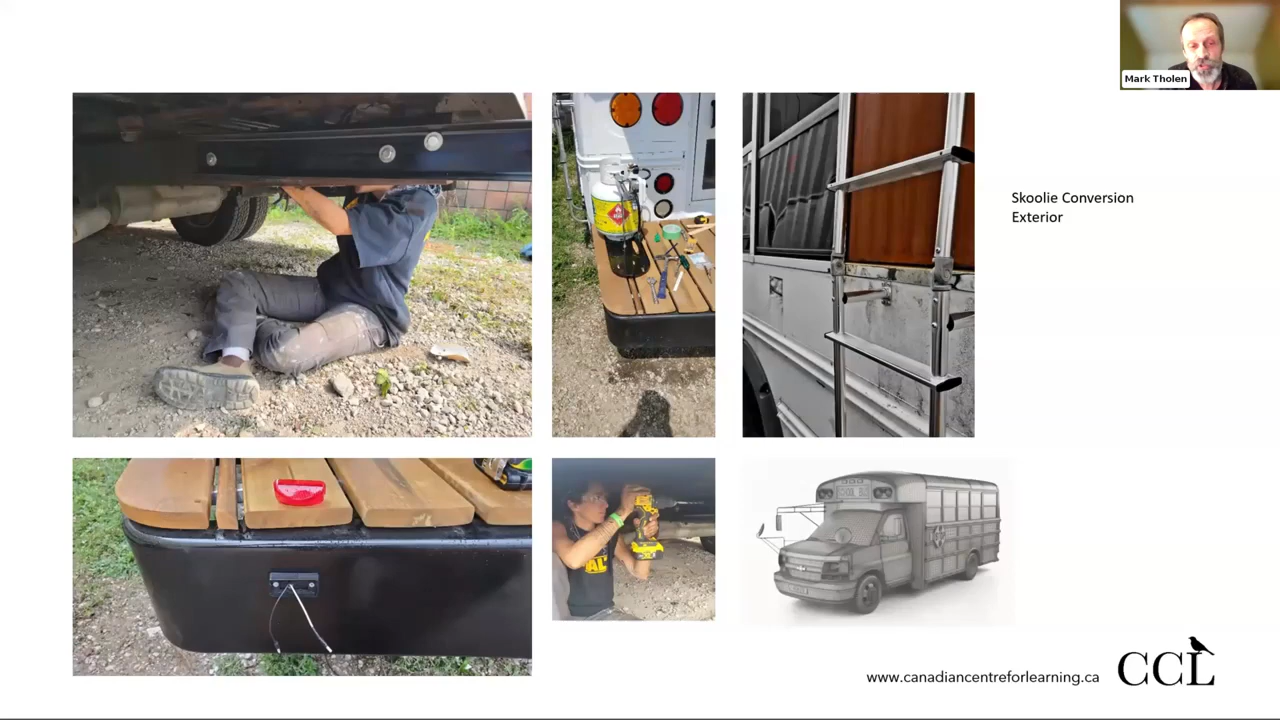 Mark Tholen
Skoolie Conversion
Exterior
www.canadiancentreforlearning.ca
CCL